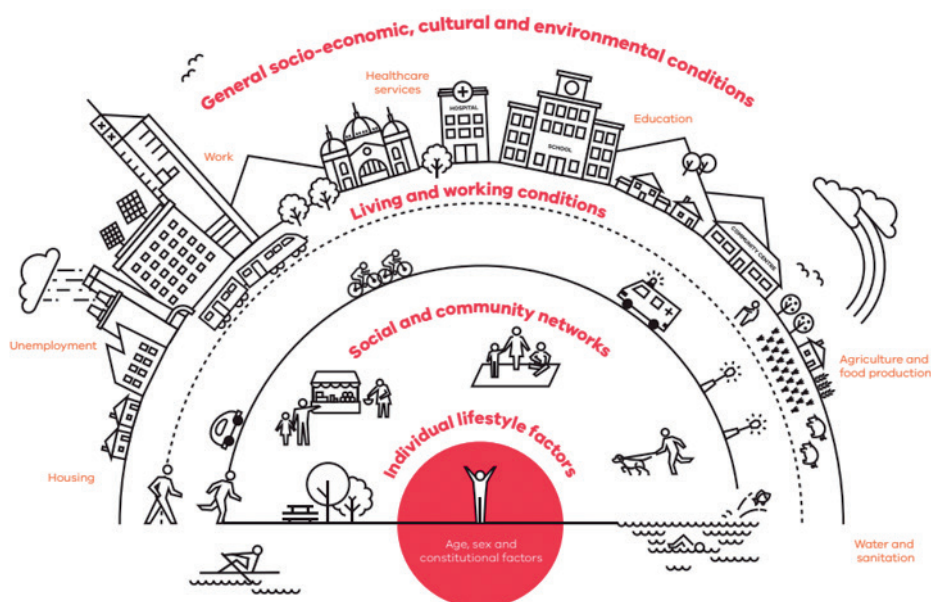 General socio-economic, cultural and environmental conditions
Healthcare
services
HOSPITAL
Education
SCHOOL
Work
Living and working conditions
COMMUNITY CENTRE
Unemployment
Social and community networks
Agriculture and
food production
Individual lifestyle factors
Housing
Age, sex and
constitutional factors
Water and
sanitation